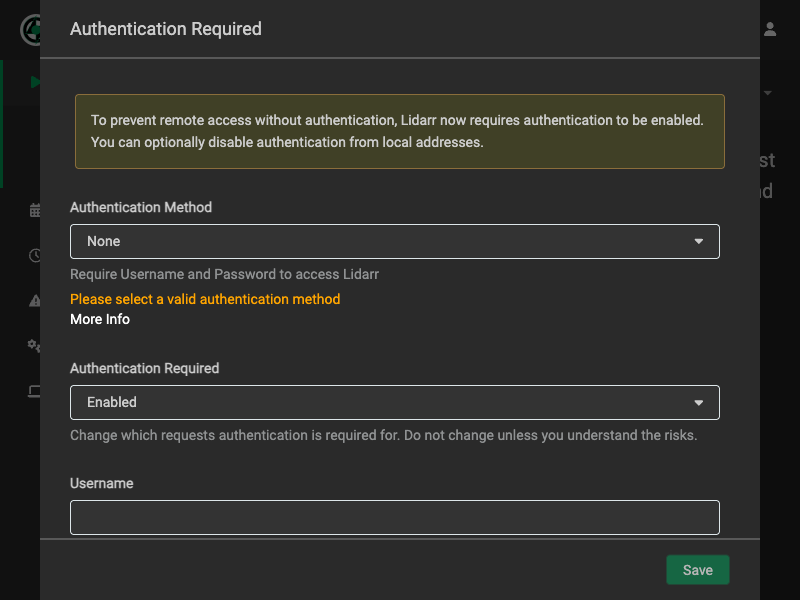 Authentication Required
To prevent remote access without authentication, Lidarr now requires authentication to be enabled.
You can optionally disable authentication from local addresses.
Authentication Method
None
Require Username and Password to access Lidarr
Please select a valid authentication method
More Info
Authentication Required
Enabled
Change which requests authentication is required for. Do not change unless you understand the risks.
Username
Save